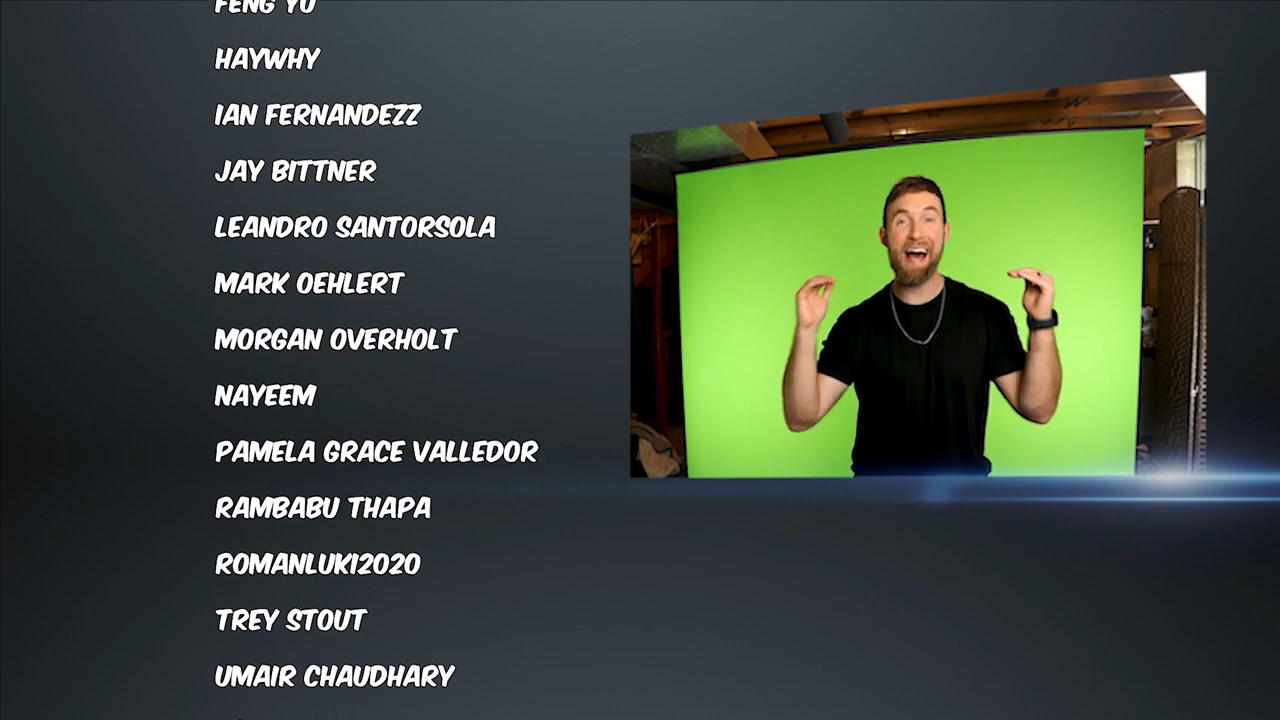 FENG YU
HAYWHY
IAN FERNANDEZZ
JAY BITTNER
LEANDRO SANTORSOLA
MARK OEHLERT
MORGAN OVERHOLT
NAYEEM
PAMELA GRACE VALLEDOR
RAMBABU THAPA
ROMANLUKI2020
TREY STOUT
UMAIR CHAUDHARY